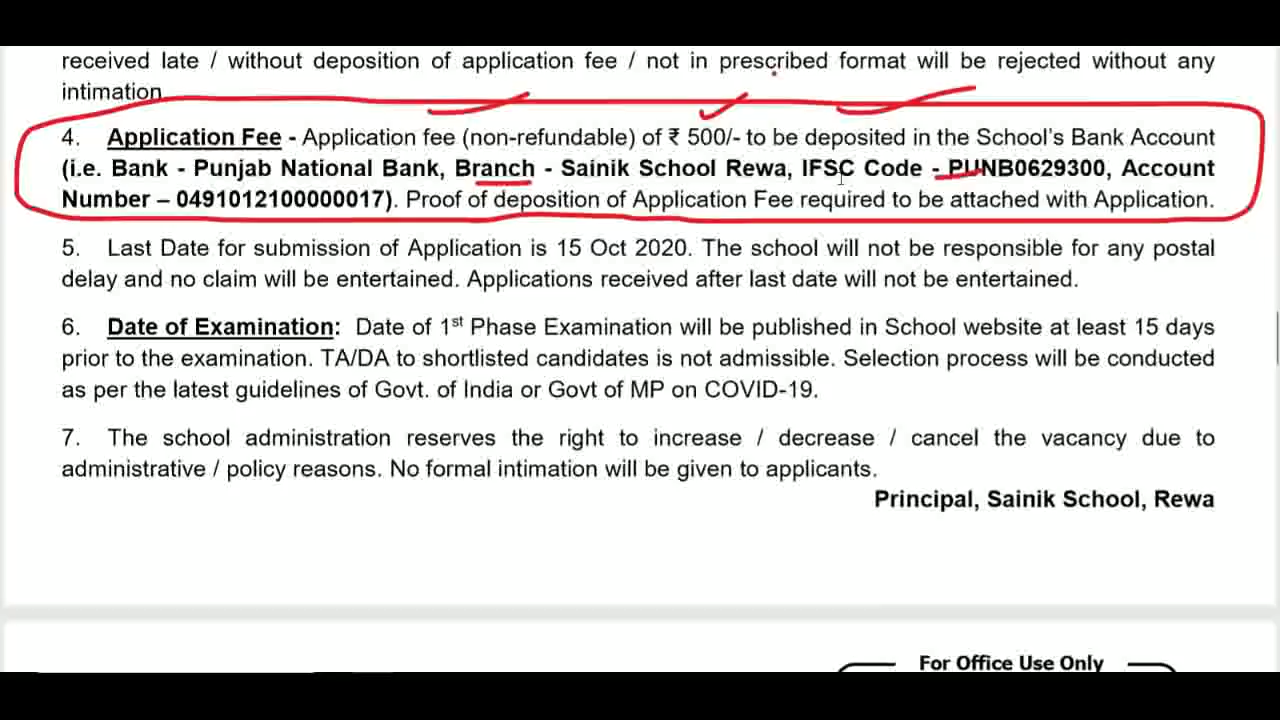 received late / without deposition of application fee / not in prescribed format will be rejected without any
intimation
4. Application Fee - Application fee (non-refundable) of ₹ 500/- to be deposited in the School's Bank Account
(i.e. Bank - Punjab National Bank, Branch - Sainik School Rewa, IFSC Code - PUNB0629300, Account
Number – 0491012100000017). Proof of deposition of Application Fee required to be attached with Application.
5. Last Date for submission of Application is 15 Oct 2020. The school will not be responsible for any postal
delay and no claim will be entertained. Applications received after last date will not be entertained.
6. Date of Examination: Date of 1st Phase Examination will be published in School website at least 15 days
prior to the examination. TA/DA to shortlisted candidates is not admissible. Selection process will be conducted
as per the latest guidelines of Govt. of India or Govt of MP on COVID-19.
7. The school administration reserves the right to increase / decrease / cancel the vacancy due to
administrative / policy reasons. No formal intimation will be given to applicants.
Principal, Sainik School, Rewa
For Office Use Only